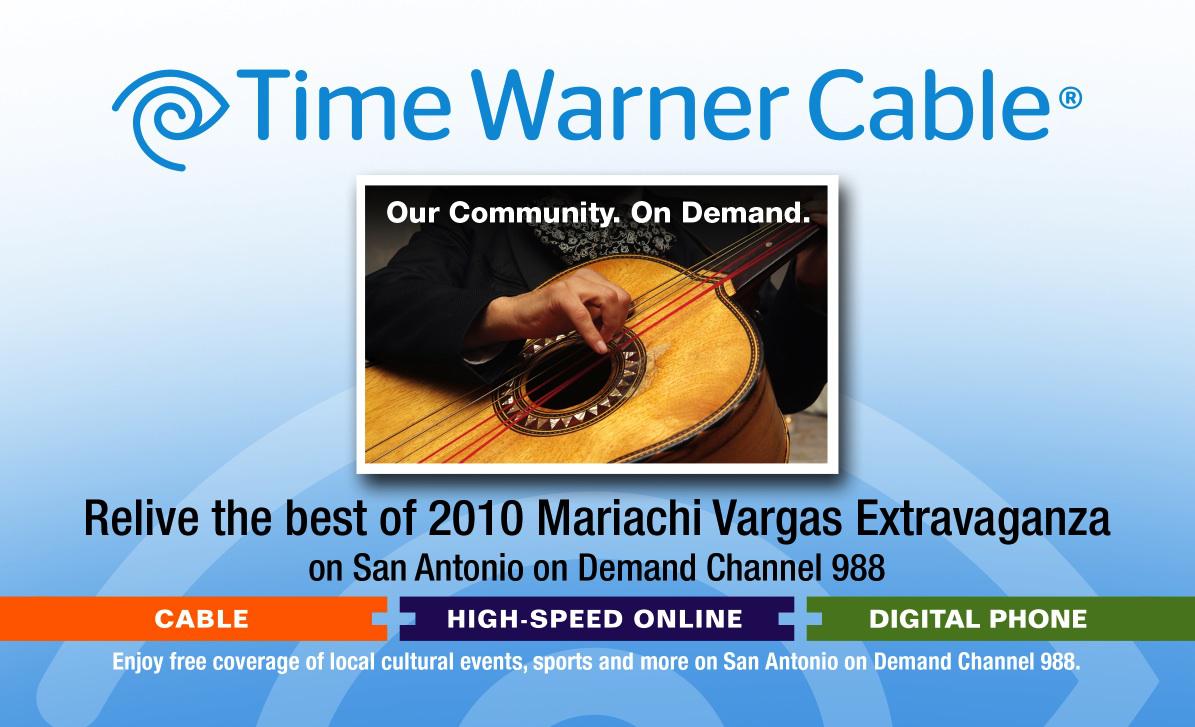 Time Warner Cable®
Our Community. On Demand.
Relive the best of 2010 Mariachi Vargas Extravaganza
on San Antonio on Demand Channel 988
CABLE + HIGH-SPEED ONLINE + DIGITAL PHONE
Enjoy free coverage of local cultural events, sports and more on San Antonio on Demand Channel 988.